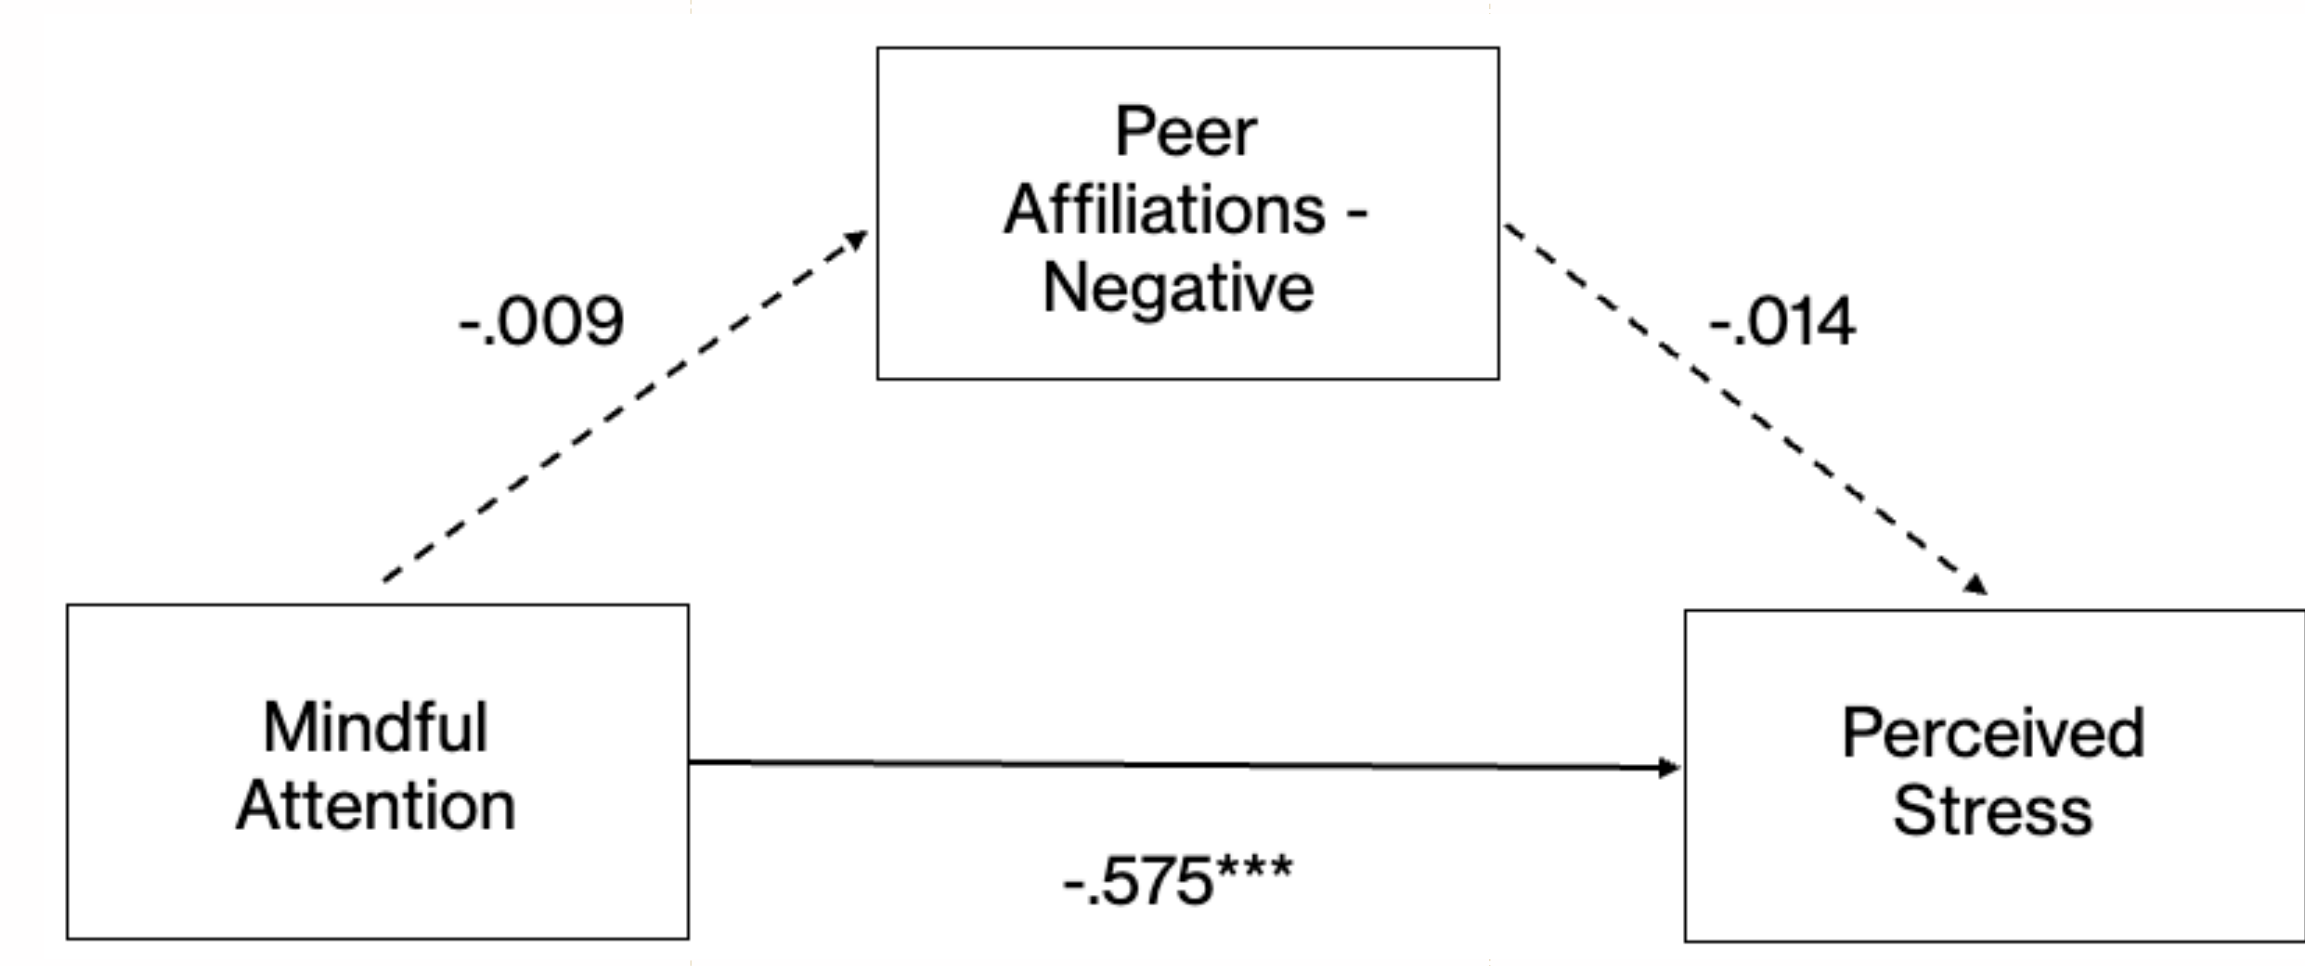 Peer
Affiliations -
Negative
-.009
-.014
Mindful
Attention
Perceived
Stress
-.575***